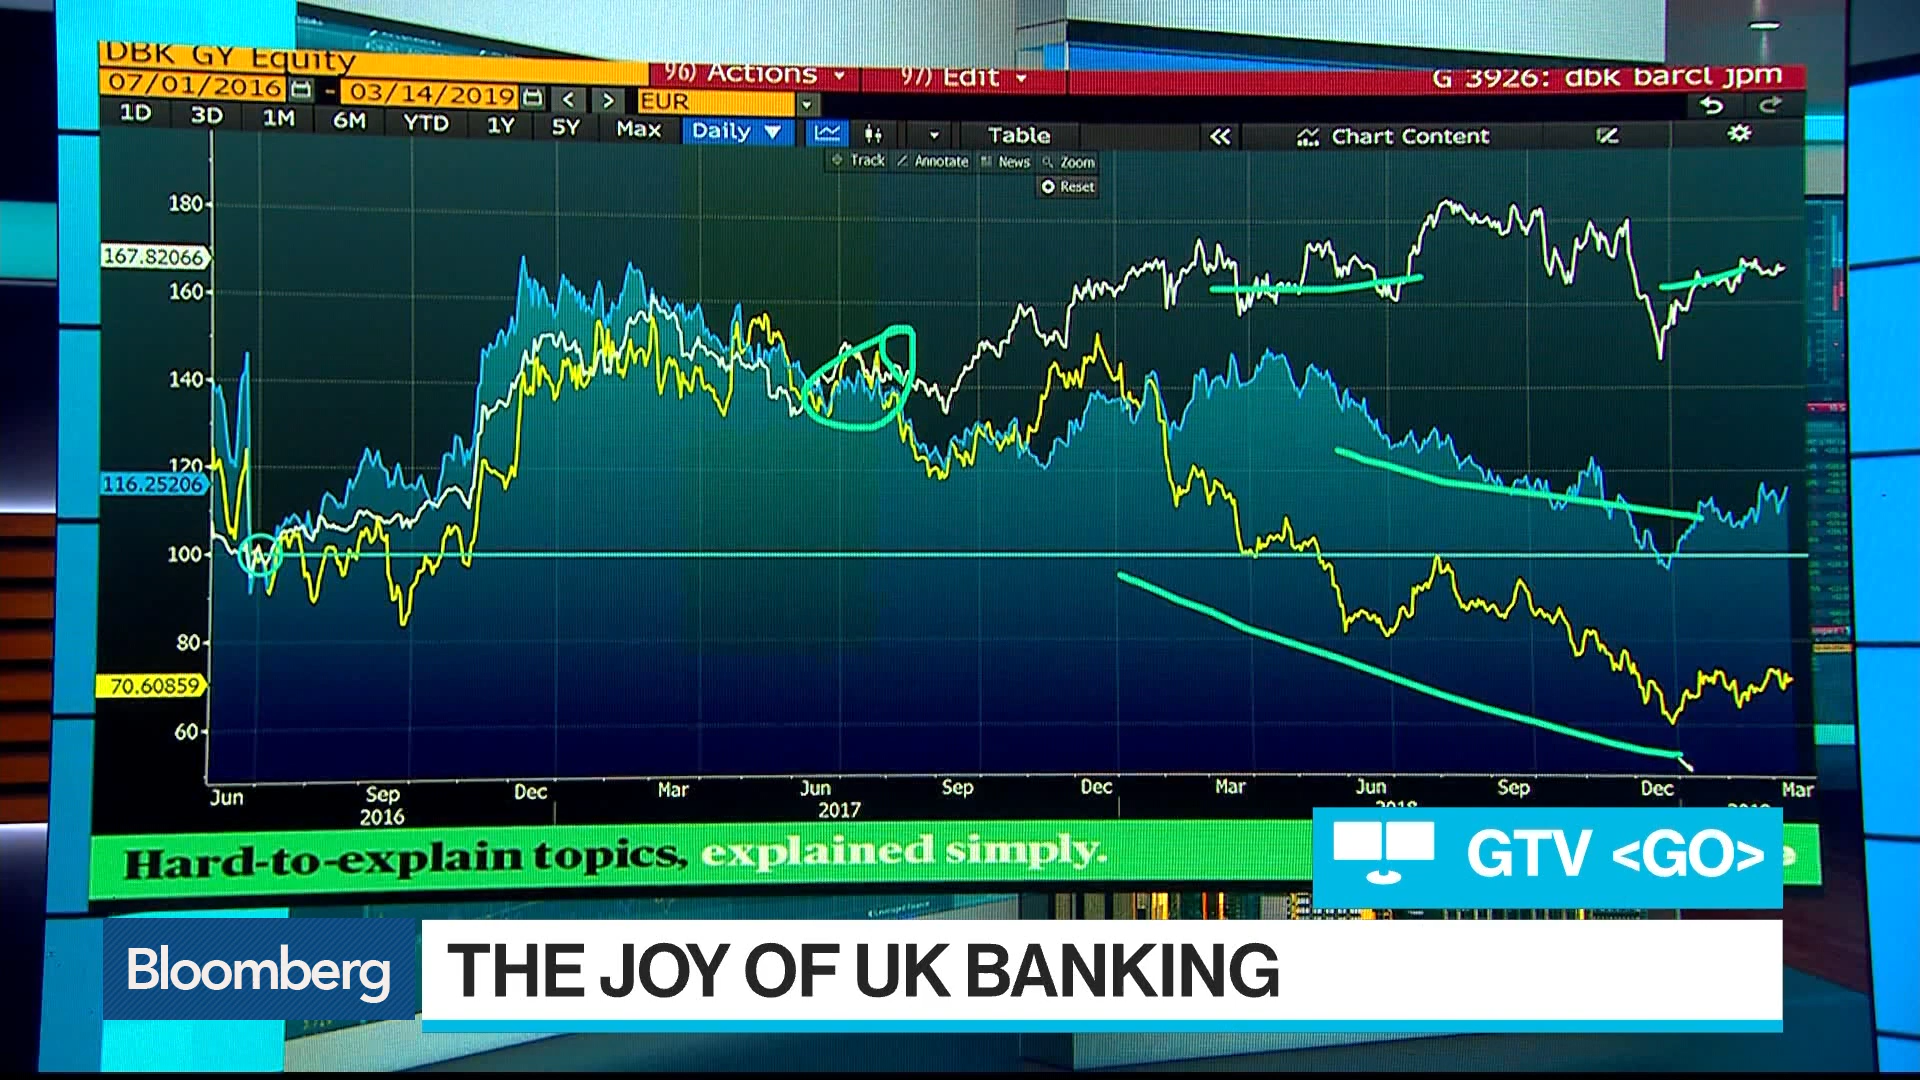 DBK GY Equity
96) Actions
97) Edit
G 3926: dbk barcl jpm
07/01/2016 - 03/14/2019 < > EUR
1D 3D 1M 6M YTD 1Y 5Y Max Daily Table « Chart Content
Track Annotate News Zoom
Reset
180
167.82066
160
140
120
116.25206
100
80
70.60859
60
Jun Sep Dec Mar Jun Sep Dec Mar Jun Sep Dec Mar
2016 2017 2018
Hard-to-explain topics, explained simply.
GTV <GO>
Bloomberg
THE JOY OF UK BANKING